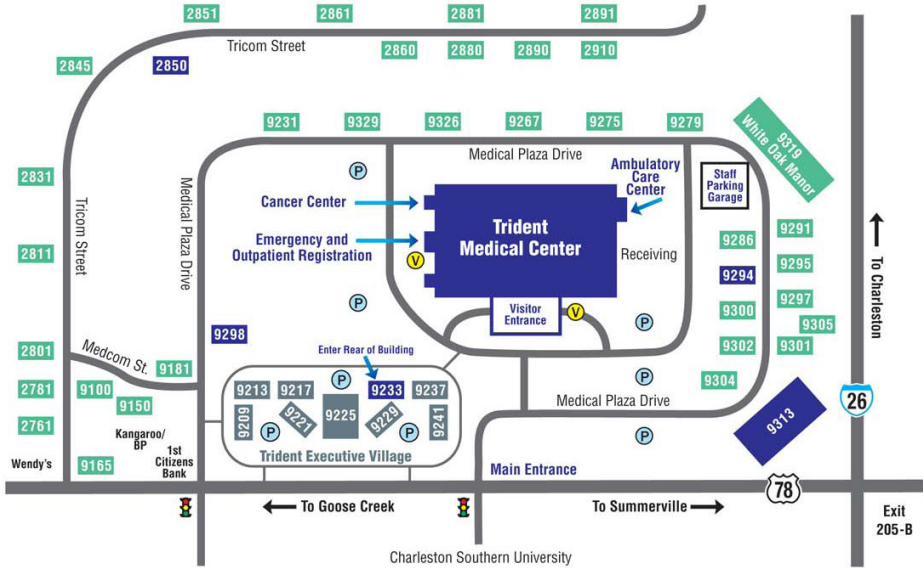 2851
2861
2881
2891
Tricom Street
2860
2880
2890
2910
2845
2850
9231
9329
9326
9267
9275
9279
9319
White Oak Manor
Medical Plaza Drive
2831
Tricom Street
Medical Plaza Drive
P
Ambulatory
Care
Center
Staff
Parking
Garage
Cancer Center
Trident
Medical Center
Emergency and
Outpatient Registration
V
Receiving
2811
9286
9291
9294
9295
To Charleston
P
Visitor
Entrance
V
P
9300
9297
9305
9298
9302
9301
2801
Medcom St.
9181
Enter Rear of Building
2781
9100
9150
9213
9217
P
9233
9237
P
9304
26
2761
9209
9221
9225
9229
9241
Medical Plaza Drive
9313
Kangaroo/
BP
P
P
P
1st
Citizens
Bank
Wendy's
9165
Trident Executive Village
Main Entrance
78
To Goose Creek
To Summerville
Exit
205-B
Charleston Southern University